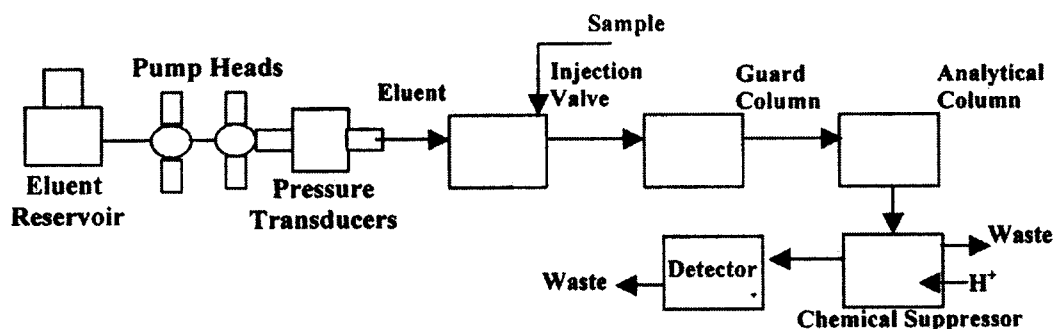 Sample
Pump Heads
Eluent
Injection
Valve
Guard
Column
Analytical
Column
Eluent
Reservoir
Pressure
Transducers
Waste
Detector
Waste
H⁺
Chemical Suppressor